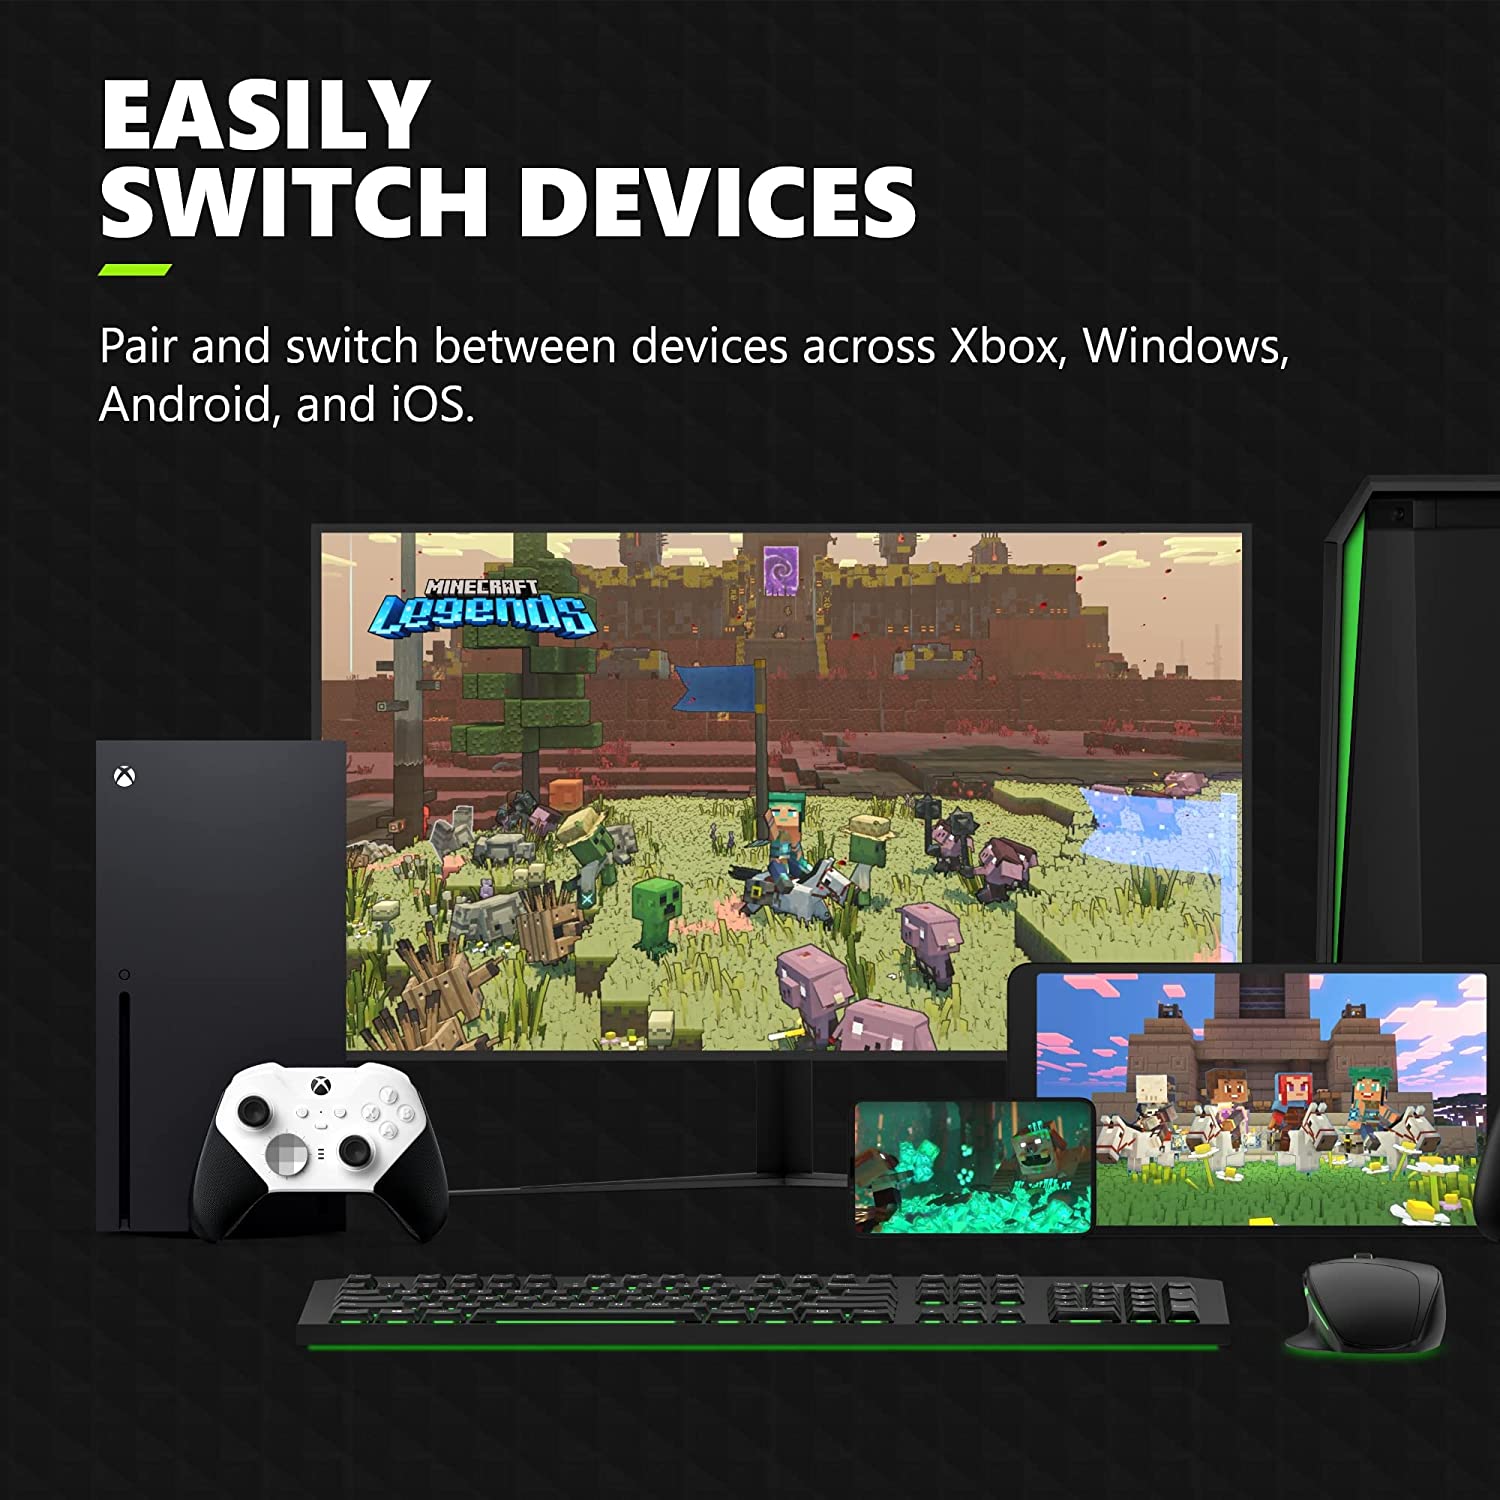 EASILY
SWITCH DEVICES
Pair and switch between devices across Xbox, Windows,
Android, and iOS.
MINECRAFT
Legends